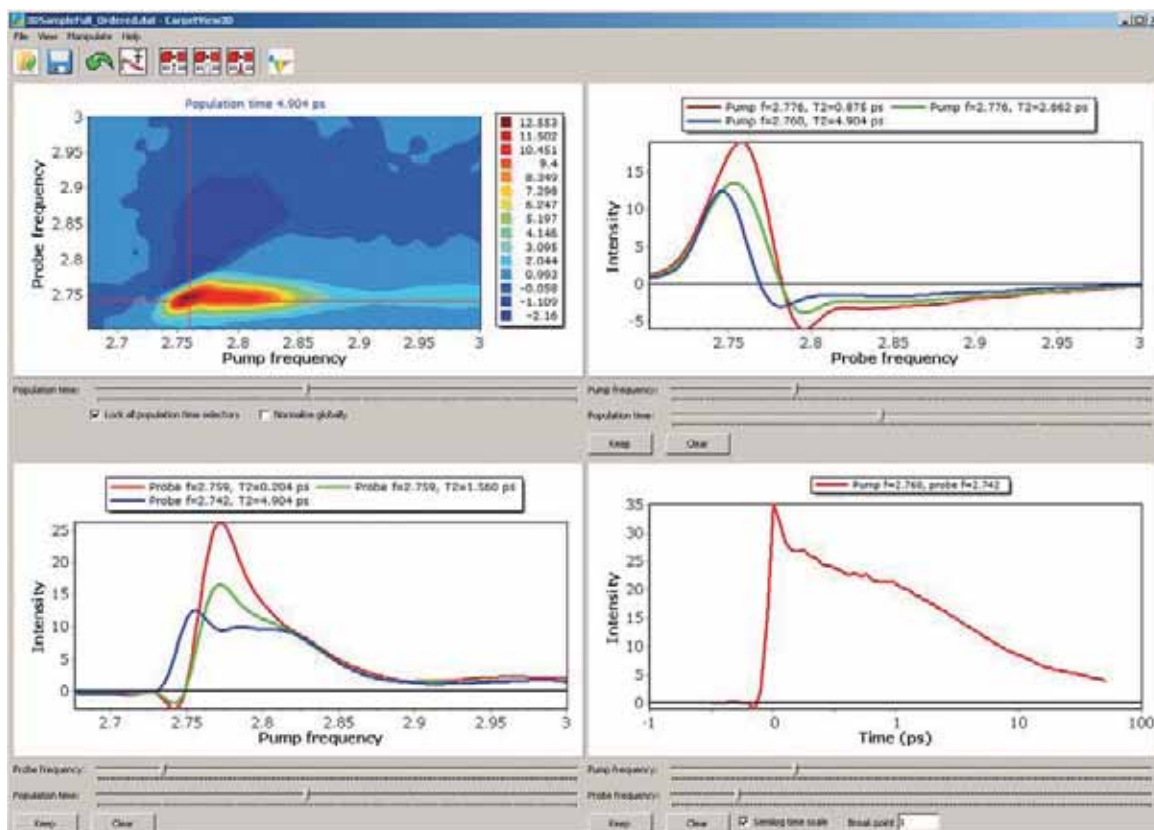 3DSampleFull_Ordered.dat - CarpetView3D
File View Manipulate Help
Population time 4.904 ps
Probe frequency
3
2.95
2.9
2.85
2.8
2.75
2.7 2.75 2.8 2.85 2.9 2.95 3
Pump frequency
12.553
11.502
10.451
9.4
8.349
7.298
6.247
5.197
4.146
3.095
2.044
0.993
-0.058
-1.109
-2.16
Population time:
Lock all population time selectors Normalise globally
Pump f=2.776, T2=0.875 ps Pump f=2.776, T2=2.662 ps
Pump f=2.760, T2=4.904 ps
Intensity
15
10
5
0
-5
2.75 2.8 2.85 2.9 2.95 3
Probe frequency
Pump frequency:
Population time:
Keep Clear
Probe f=2.759, T2=0.204 ps Probe f=2.759, T2=1.560 ps
Probe f=2.742, T2=4.904 ps
Intensity
25
20
15
10
5
0
2.7 2.75 2.8 2.85 2.9 2.95 3
Pump frequency
Probe frequency:
Population time:
Keep Clear
Pump f=2.760, probe f=2.742
Intensity
35
30
25
20
15
10
5
0
-1 0 1 10 100
Time (ps)
Pump frequency:
Probe frequency:
Keep Clear Semilog time scale Break point